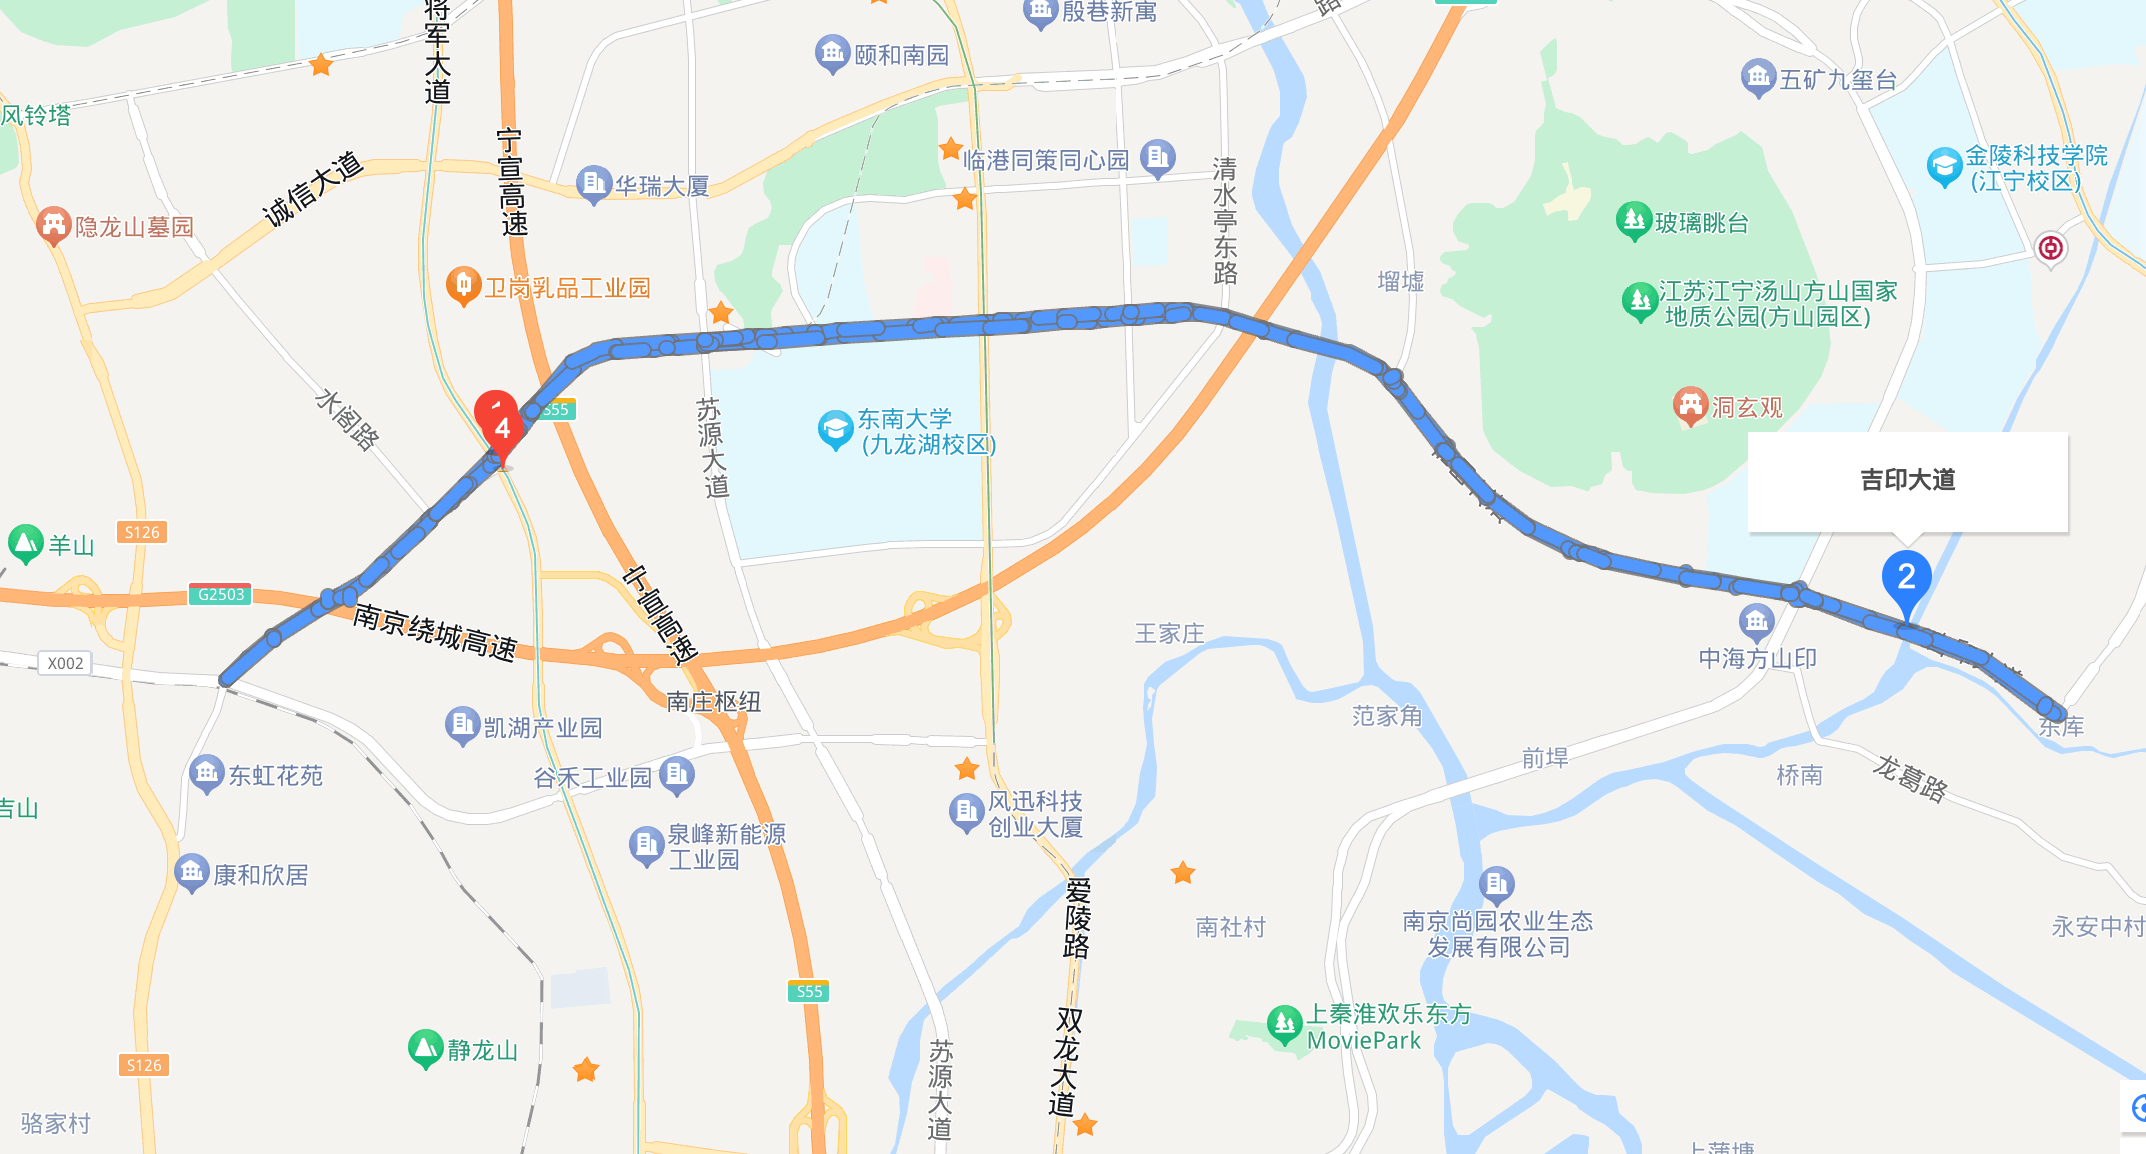 将军大道
殷巷新寓
路
颐和南园
五矿九玺台
风铃塔
宁宣高速
诚信大道
华瑞大厦
临港同策同心园
清水亭东路
金陵科技学院
(江宁校区)
隐龙山墓园
玻璃眺台
卫岗乳品工业园
塯墟
江苏江宁汤山方山国家
地质公园(方山园区)
水阁路
S55
4
苏源大道
东南大学
(九龙湖校区)
洞玄观
吉印大道
羊山
S126
2
G2503
南京绕城高速
宁宣高速
王家庄
中海方山印
X002
南庄枢纽
凯湖产业园
范家角
东库
前垾
东虹花苑
谷禾工业园
桥南
龙葛路
吉山
风迅科技
创业大厦
泉峰新能源
工业园
康和欣居
爱陵路
南社村
南京尚园农业生态
发展有限公司
永安中村
S55
双龙大道
上秦淮欢乐东方
MoviePark
静龙山
S126
苏源大道
骆家村
上蒲塘